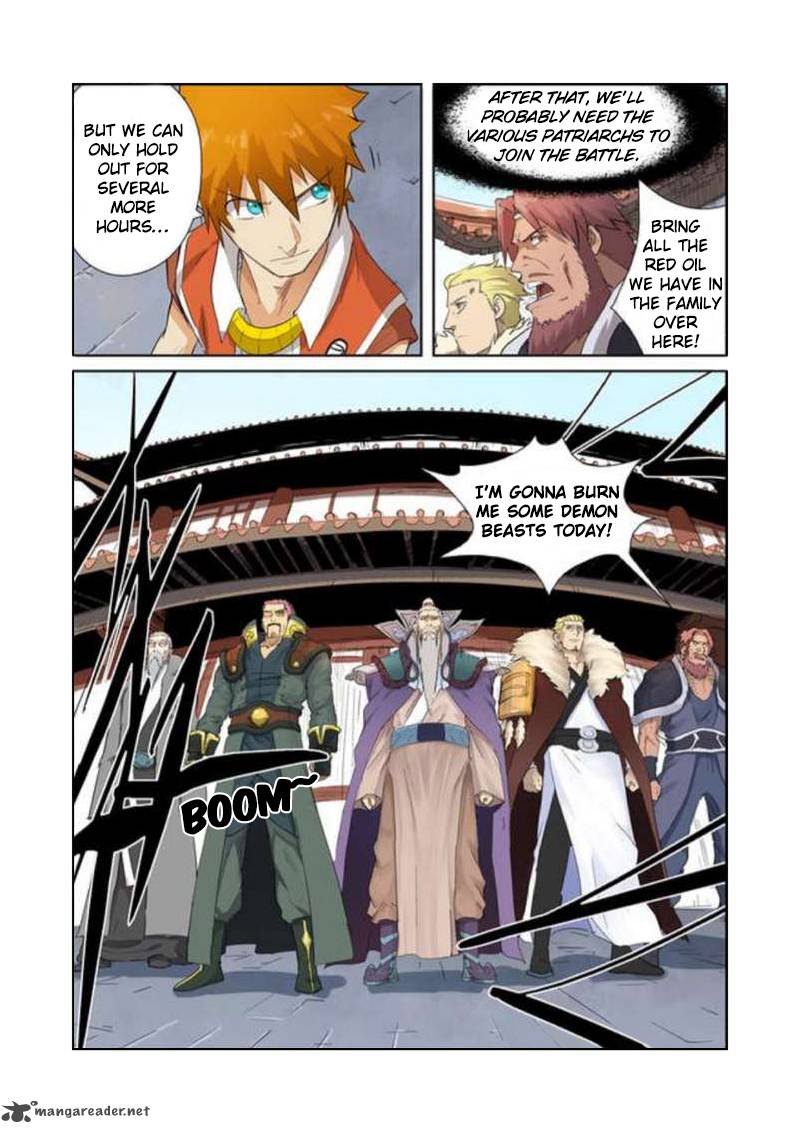 BUT WE CAN
ONLY HOLD
OUT FOR
SEVERAL
MORE
HOURS...
AFTER THAT, WE'LL
PROBABLY NEED THE
VARIOUS PATRIARCHS TO
JOIN THE BATTLE.
BRING
ALL THE
RED OIL
WE HAVE IN
THE FAMILY
OVER
HERE!
I'M GONNA BURN
ME SOME DEMON
BEASTS TODAY!
BOOM~
mangareader.net